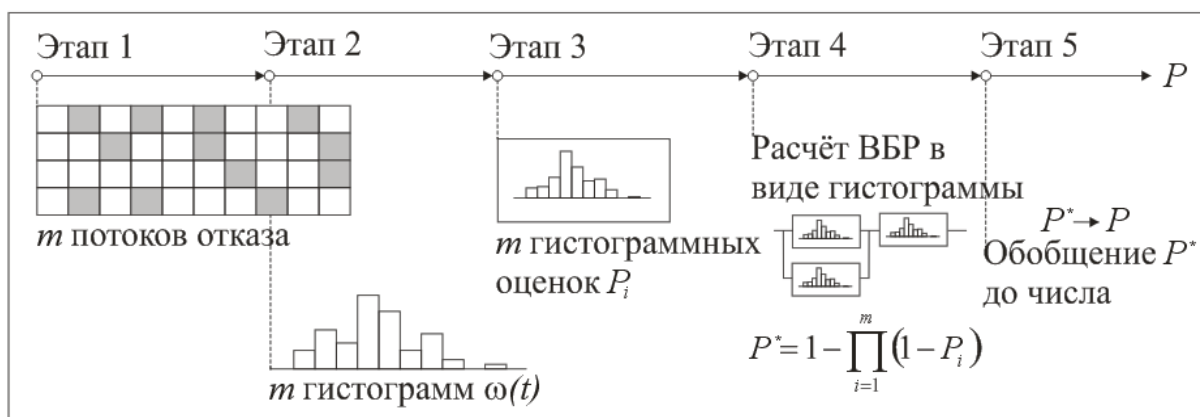 Этап 1
Этап 2
Этап 3
Этап 4
Этап 5
P
m потоков отказа
m гистограмм ω(t)
m гистограммных
оценок P_i
Расчёт ВБР в
виде гистограммы
P^* = 1 − ∏_{i=1}^{m} (1 − P_i)
P^* → P
Обобщение P^*
до числа